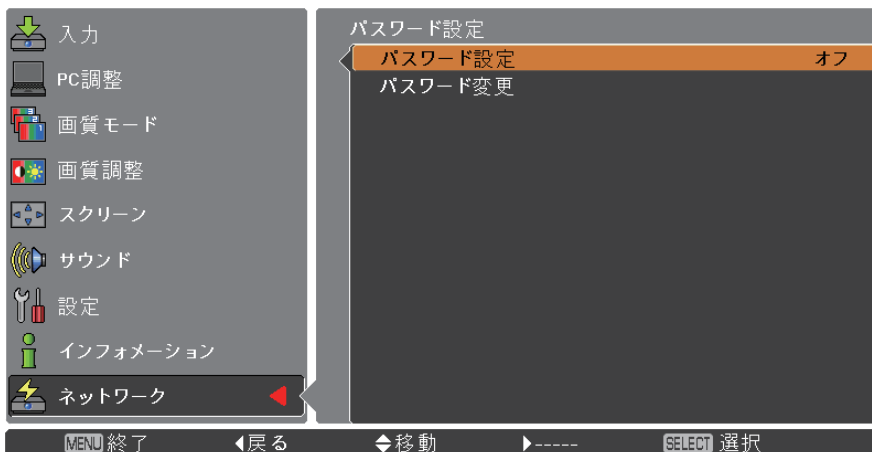 入力
PC調整
画質モード
画質調整
スクリーン
サウンド
設定
インフォメーション
ネットワーク
パスワード設定
パスワード設定 オフ
パスワード変更
MENU 終了 戻る 移動 ----- SELECT 選択